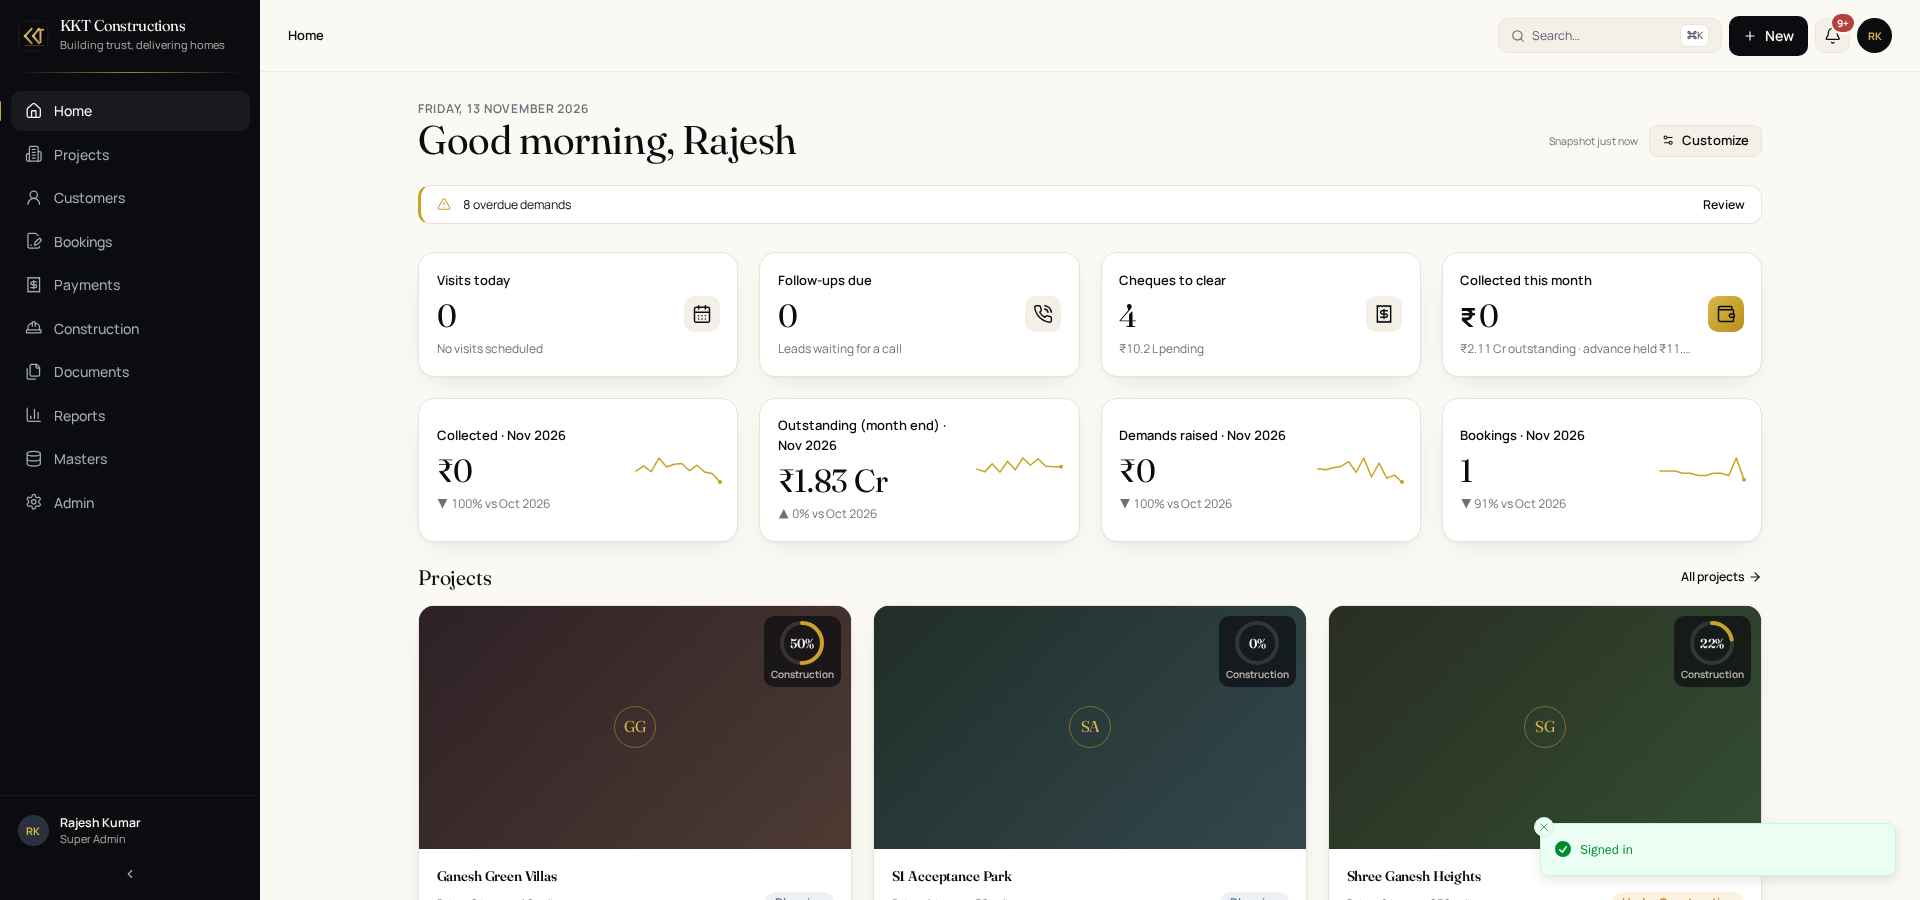 KKT Constructions
Building trust, delivering homes
Home
Projects
Customers
Bookings
Payments
Construction
Documents
Reports
Masters
Admin
RK
Rajesh Kumar
Super Admin
Home
Search...
⌘K
+ New
9+
RK
FRIDAY, 13 NOVEMBER 2026
Good morning, Rajesh
Snapshot just now
Customize
8 overdue demands
Review
Visits today
0
No visits scheduled
Follow-ups due
0
Leads waiting for a call
Cheques to clear
4
₹10.2 L pending
Collected this month
₹0
₹2.11 Cr outstanding · advance held ₹11....
Collected · Nov 2026
₹0
▼ 100% vs Oct 2026
Outstanding (month end) ·
Nov 2026
₹1.83 Cr
▲ 0% vs Oct 2026
Demands raised · Nov 2026
₹0
▼ 100% vs Oct 2026
Bookings · Nov 2026
1
▼ 91% vs Oct 2026
Projects
All projects →
50%
Construction
GG
Ganesh Green Villas
0%
Construction
SA
S1 Acceptance Park
22%
Construction
SG
Shree Ganesh Heights
Signed in